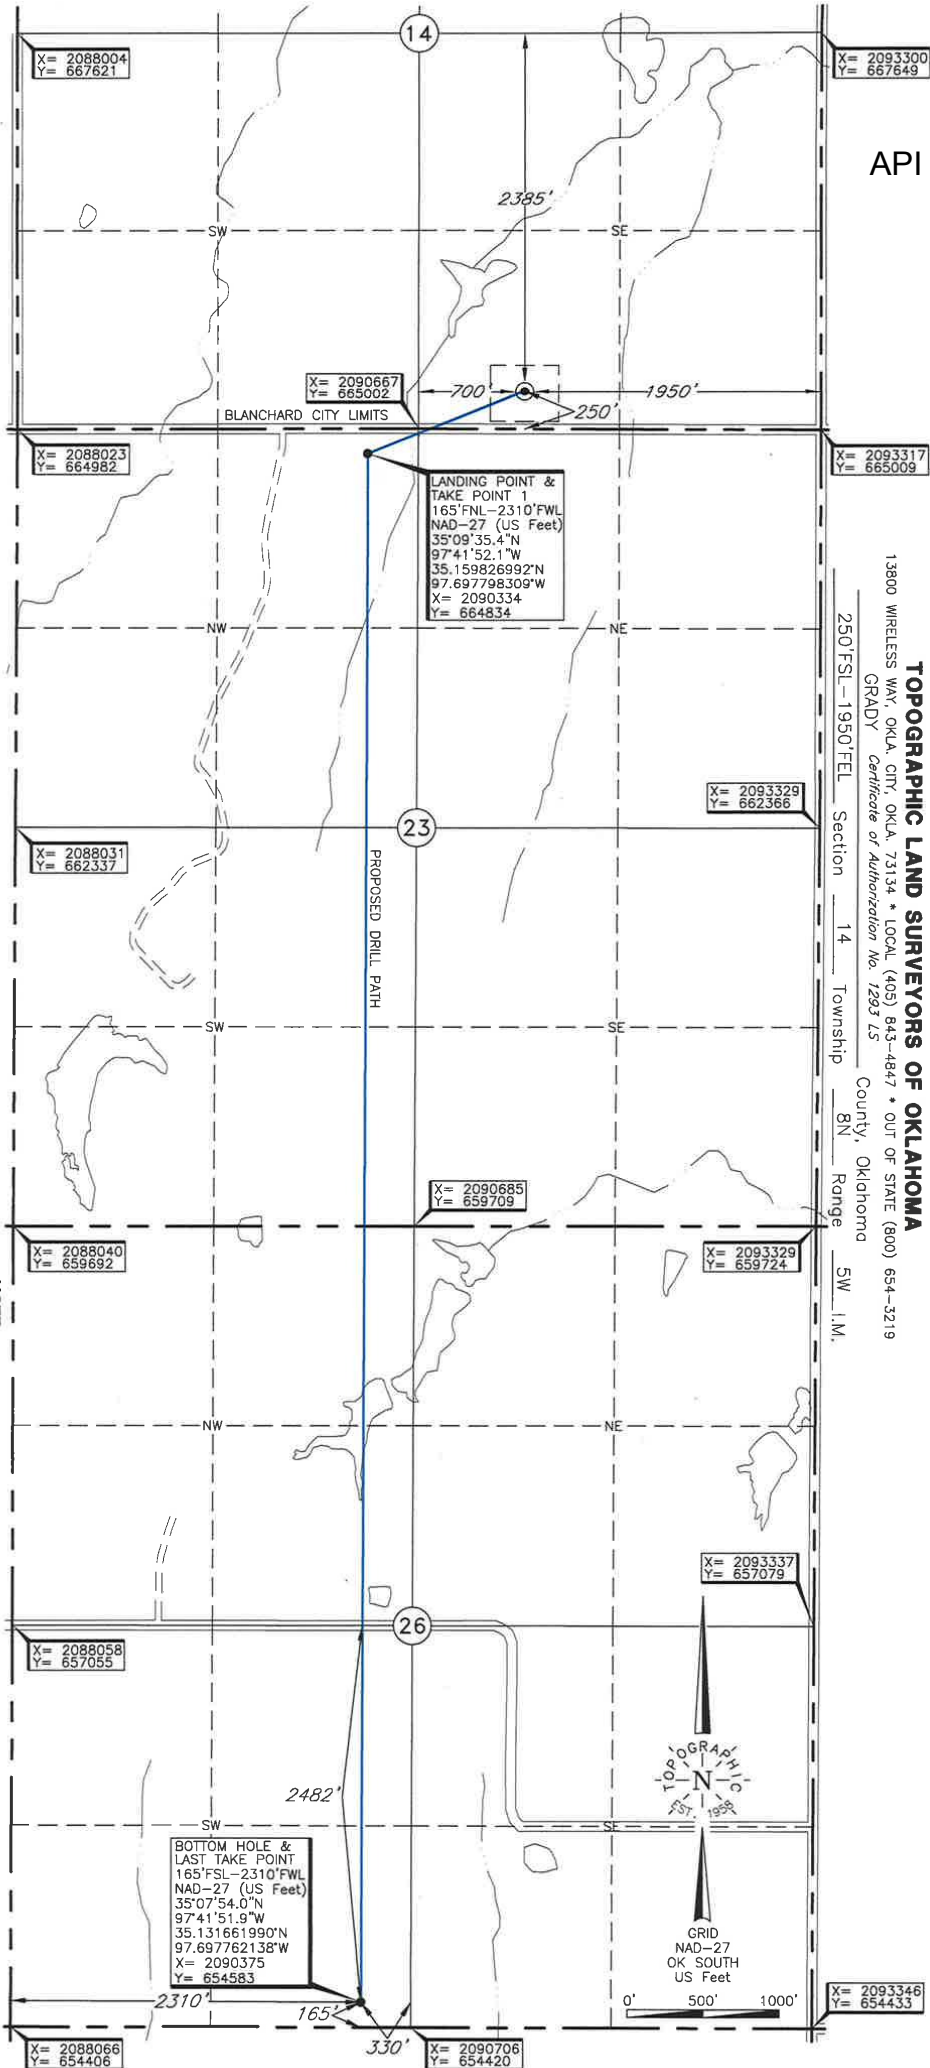 14
X= 2088004
Y= 667621
X= 2093300
Y= 667649
API
2385'
SW
SE
X= 2090667
Y= 665002
700'
1950'
250'
BLANCHARD CITY LIMITS
X= 2088023
Y= 664982
X= 2093317
Y= 665009
LANDING POINT &
TAKE POINT 1
165'FNL-2310'FWL
NAD-27 (US Feet)
35°09'35.4"N
97°41'52.1"W
35.159826992°N
97.697798309°W
X= 2090334
Y= 664834
NW
NE
TOPOGRAPHIC LAND SURVEYORS OF OKLAHOMA
13800 WIRELESS WAY, OKLA. CITY, OKLA. 73134 * LOCAL (405) 843-4847 * OUT OF STATE (800) 654-3219
Certificate of Authorization No. 1293 LS
GRADY County, Oklahoma
250'FSL-1950'FEL Section 14 Township 8N Range 5W I.M.
X= 2093329
Y= 662366
23
X= 2088031
Y= 662337
PROPOSED DRILL PATH
SW
SE
X= 2090685
Y= 659709
X= 2088040
Y= 659692
X= 2093329
Y= 659724
NW
NE
X= 2093337
Y= 657079
26
X= 2088058
Y= 657055
TOPOGRAPHIC
N
EST. 1958
2482'
SW
SE
BOTTOM HOLE &
LAST TAKE POINT
165'FSL-2310'FWL
NAD-27 (US Feet)
35°07'54.0"N
97°41'51.9"W
35.131661990°N
97.697762138°W
X= 2090375
Y= 654583
GRID
NAD-27
OK SOUTH
US Feet
0' 500' 1000'
2310'
165'
330'
X= 2093346
Y= 654433
X= 2088066
Y= 654406
X= 2090706
Y= 654420